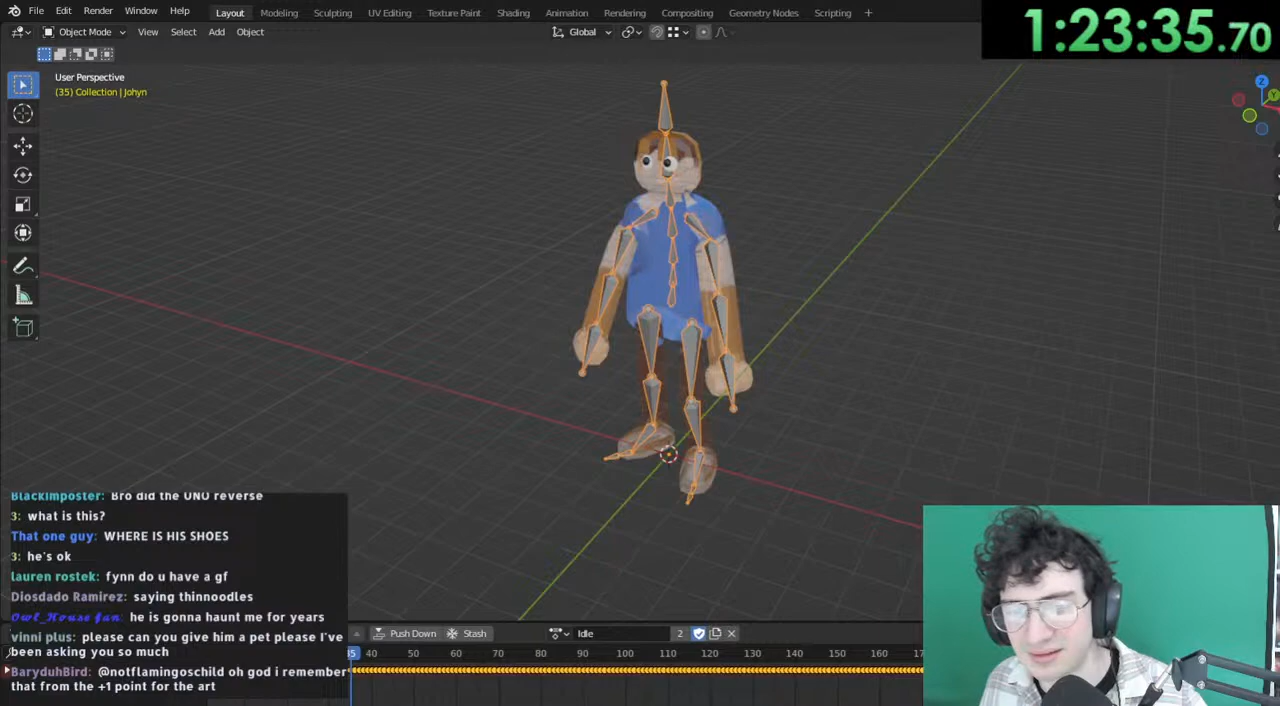 File Edit Render Window Help Layout Modeling Sculpting UV Editing Texture Paint Shading Animation Rendering Compositing Geometry Nodes Scripting +
1:23:35.70
Object Mode View Select Add Object Global
User Perspective
(35) Collection | Johyn
Z
Y
BlackImposter: Bro did the UNO reverse
3: what is this?
That one guy: WHERE IS HIS SHOES
3: he's ok
lauren rostek: fynn do u have a gf
Diosdado Ramirez: saying thinnoodles
Owl_House fan: he is gonna haunt me for years
vinni plus: please can you give him a pet please I've
been asking you so much
BaryduhBird: @notflamingoschild oh god i remember
that from the +1 point for the art
Push Down Stash Idle 2
35 40 50 60 70 80 90 100 110 120 130 140 150 160